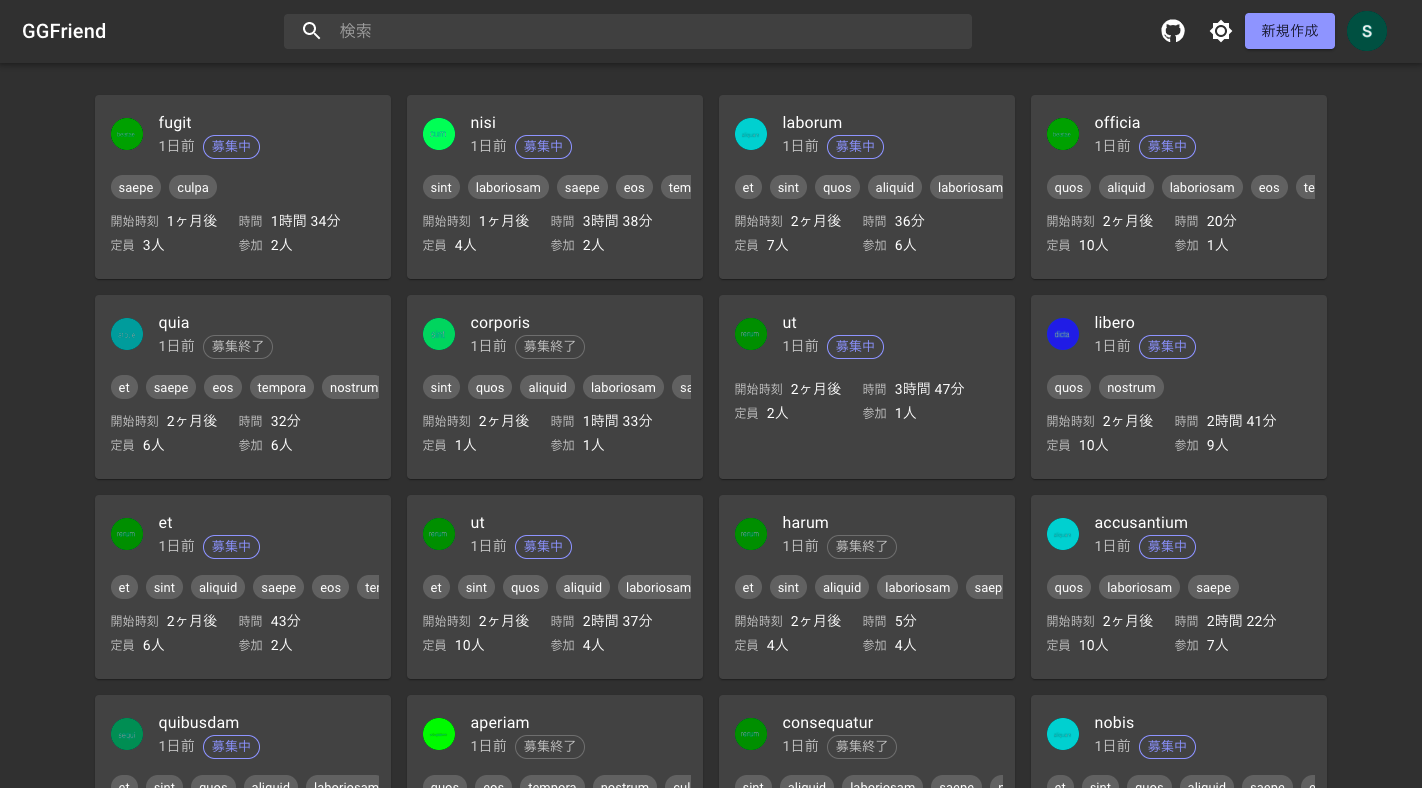 GGFriend
検索
新規作成
S
fugit
1日前 募集中
saepe culpa
開始時刻 1ヶ月後 時間 1時間 34分
定員 3人 参加 2人
nisi
1日前 募集中
sint laboriosam saepe eos tem
開始時刻 1ヶ月後 時間 3時間 38分
定員 4人 参加 2人
laborum
1日前 募集中
et sint quos aliquid laboriosam
開始時刻 2ヶ月後 時間 36分
定員 7人 参加 6人
officia
1日前 募集中
quos aliquid laboriosam eos te
開始時刻 2ヶ月後 時間 20分
定員 10人 参加 1人
quia
1日前 募集終了
et saepe eos tempora nostrum
開始時刻 2ヶ月後 時間 32分
定員 6人 参加 6人
corporis
1日前 募集終了
sint quos aliquid laboriosam sa
開始時刻 2ヶ月後 時間 1時間 33分
定員 1人 参加 1人
rerum
ut
1日前 募集中
開始時刻 2ヶ月後 時間 3時間 47分
定員 2人 参加 1人
dicta
libero
1日前 募集中
quos nostrum
開始時刻 2ヶ月後 時間 2時間 41分
定員 10人 参加 9人
rerum
et
1日前 募集中
et sint aliquid saepe eos te
開始時刻 2ヶ月後 時間 43分
定員 6人 参加 2人
rerum
ut
1日前 募集中
et sint quos aliquid laboriosam
開始時刻 2ヶ月後 時間 2時間 37分
定員 10人 参加 4人
rerum
harum
1日前 募集終了
et sint aliquid laboriosam saep
開始時刻 2ヶ月後 時間 5分
定員 4人 参加 4人
accusantium
1日前 募集中
quos laboriosam saepe
開始時刻 2ヶ月後 時間 2時間 22分
定員 10人 参加 7人
quibusdam
1日前 募集中
et sint quos aliquid laboriosam
aperiam
1日前 募集終了
quos eos tempora nostrum cul
rerum
consequatur
1日前 募集終了
sint aliquid laboriosam saepe
nobis
1日前 募集中
et sint quos aliquid saepe